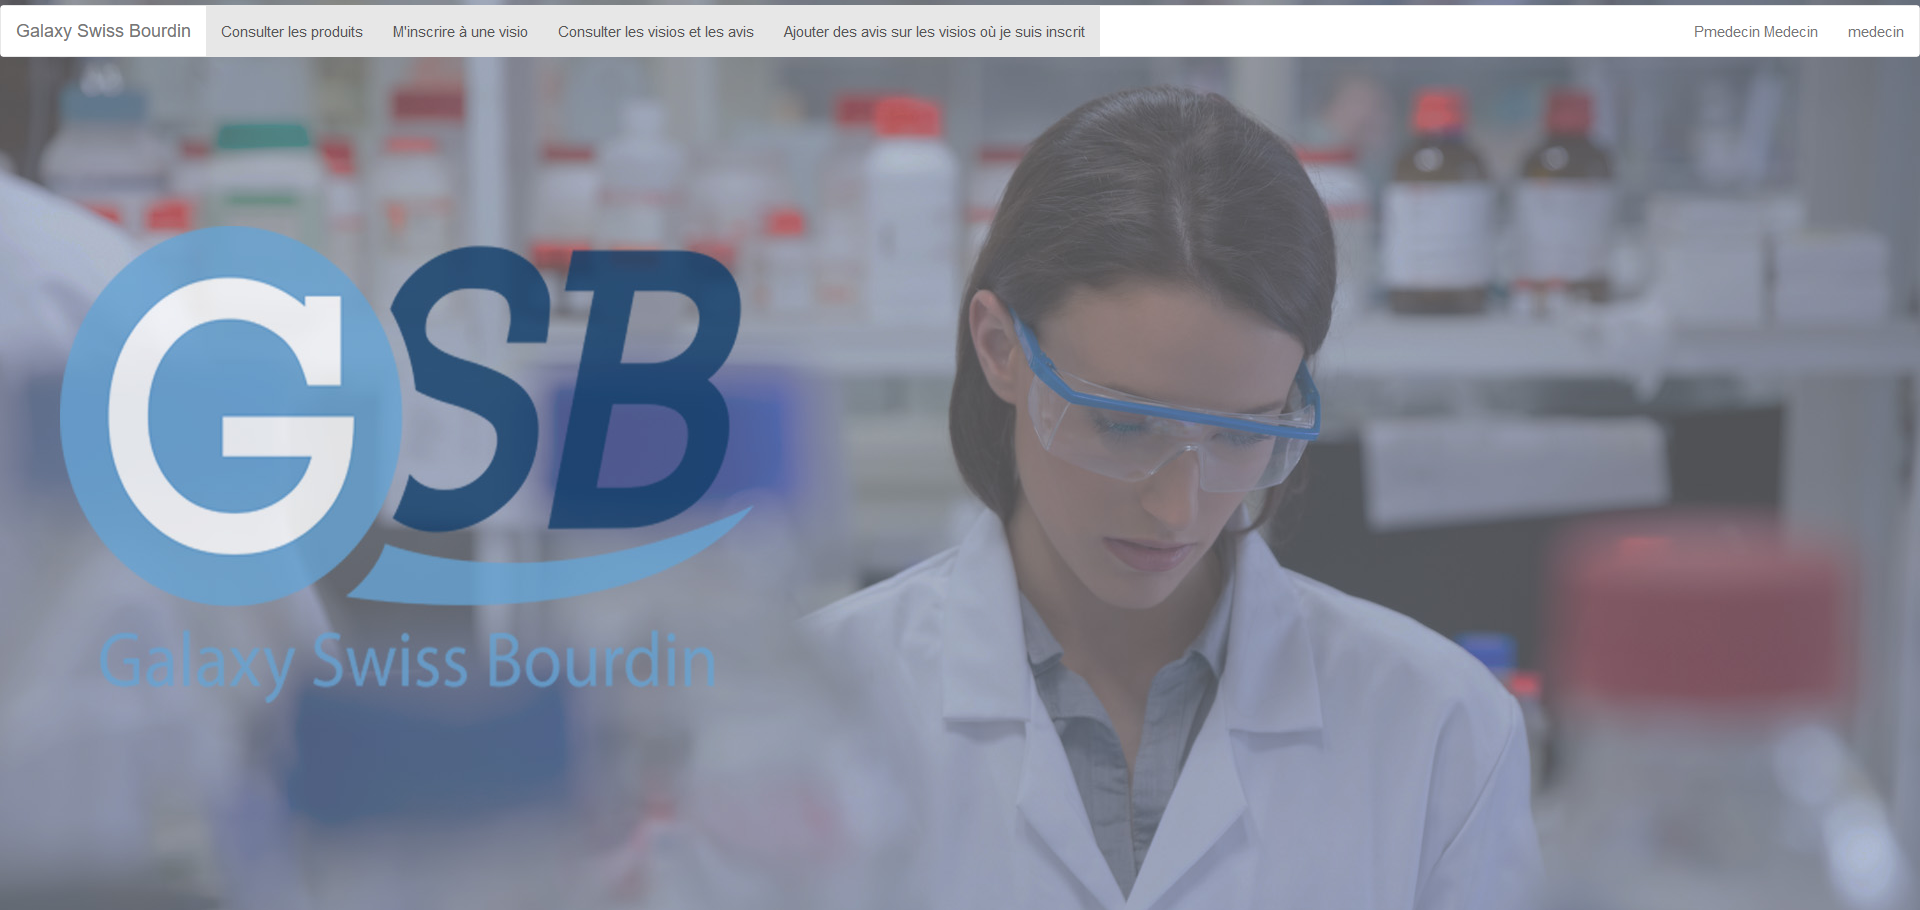 Galaxy Swiss Bourdin Consulter les produits M'inscrire à une visio Consulter les visios et les avis Ajouter des avis sur les visios où je suis inscrit Pmedecin Medecin medecin
GSB
Galaxy Swiss Bourdin